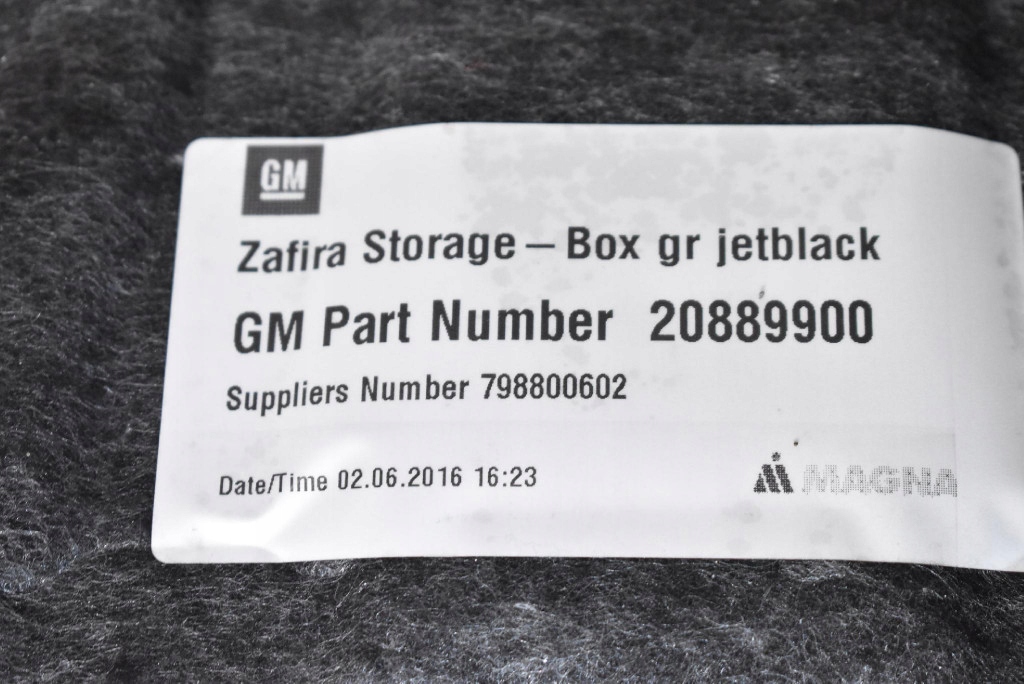 GM
Zafira Storage – Box gr jetblack
GM Part Number 20889900
Suppliers Number 798800602
Date/Time 02.06.2016 16:23
MAGNA